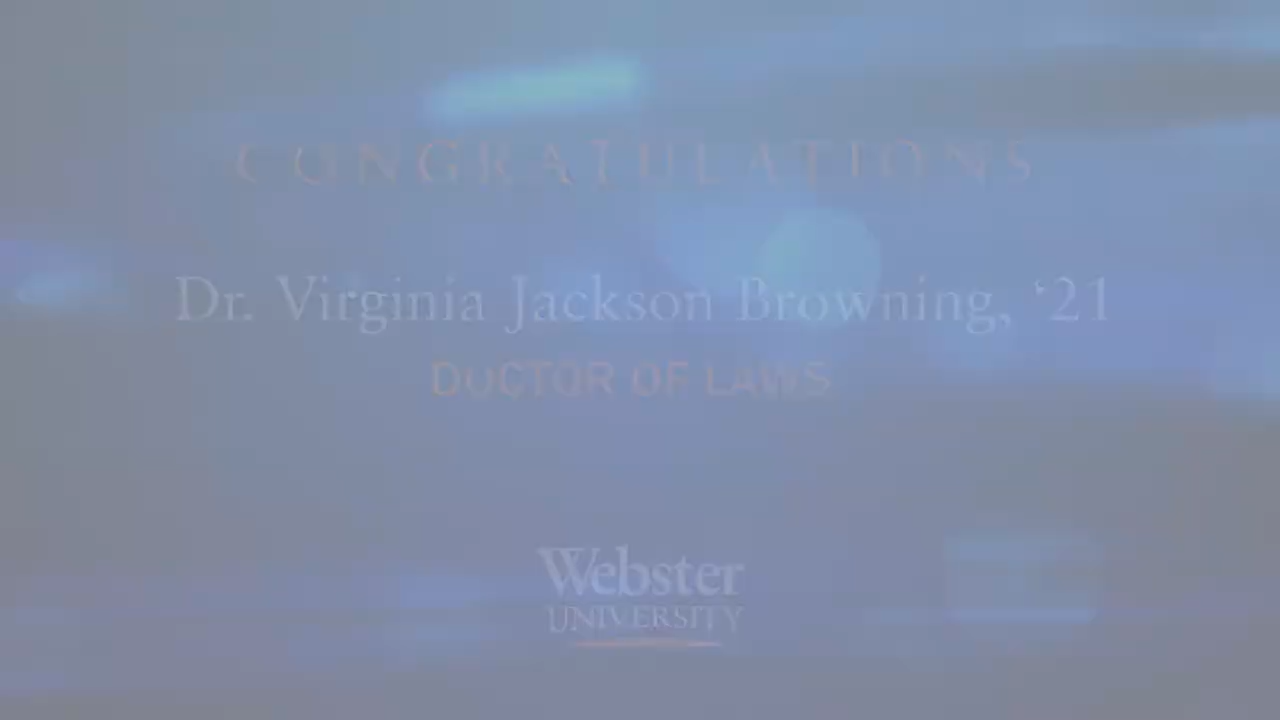 CONGRATULATIONS
Dr. Virginia Jackson Browning, ‘21
DOCTOR OF LAWS
Webster
UNIVERSITY